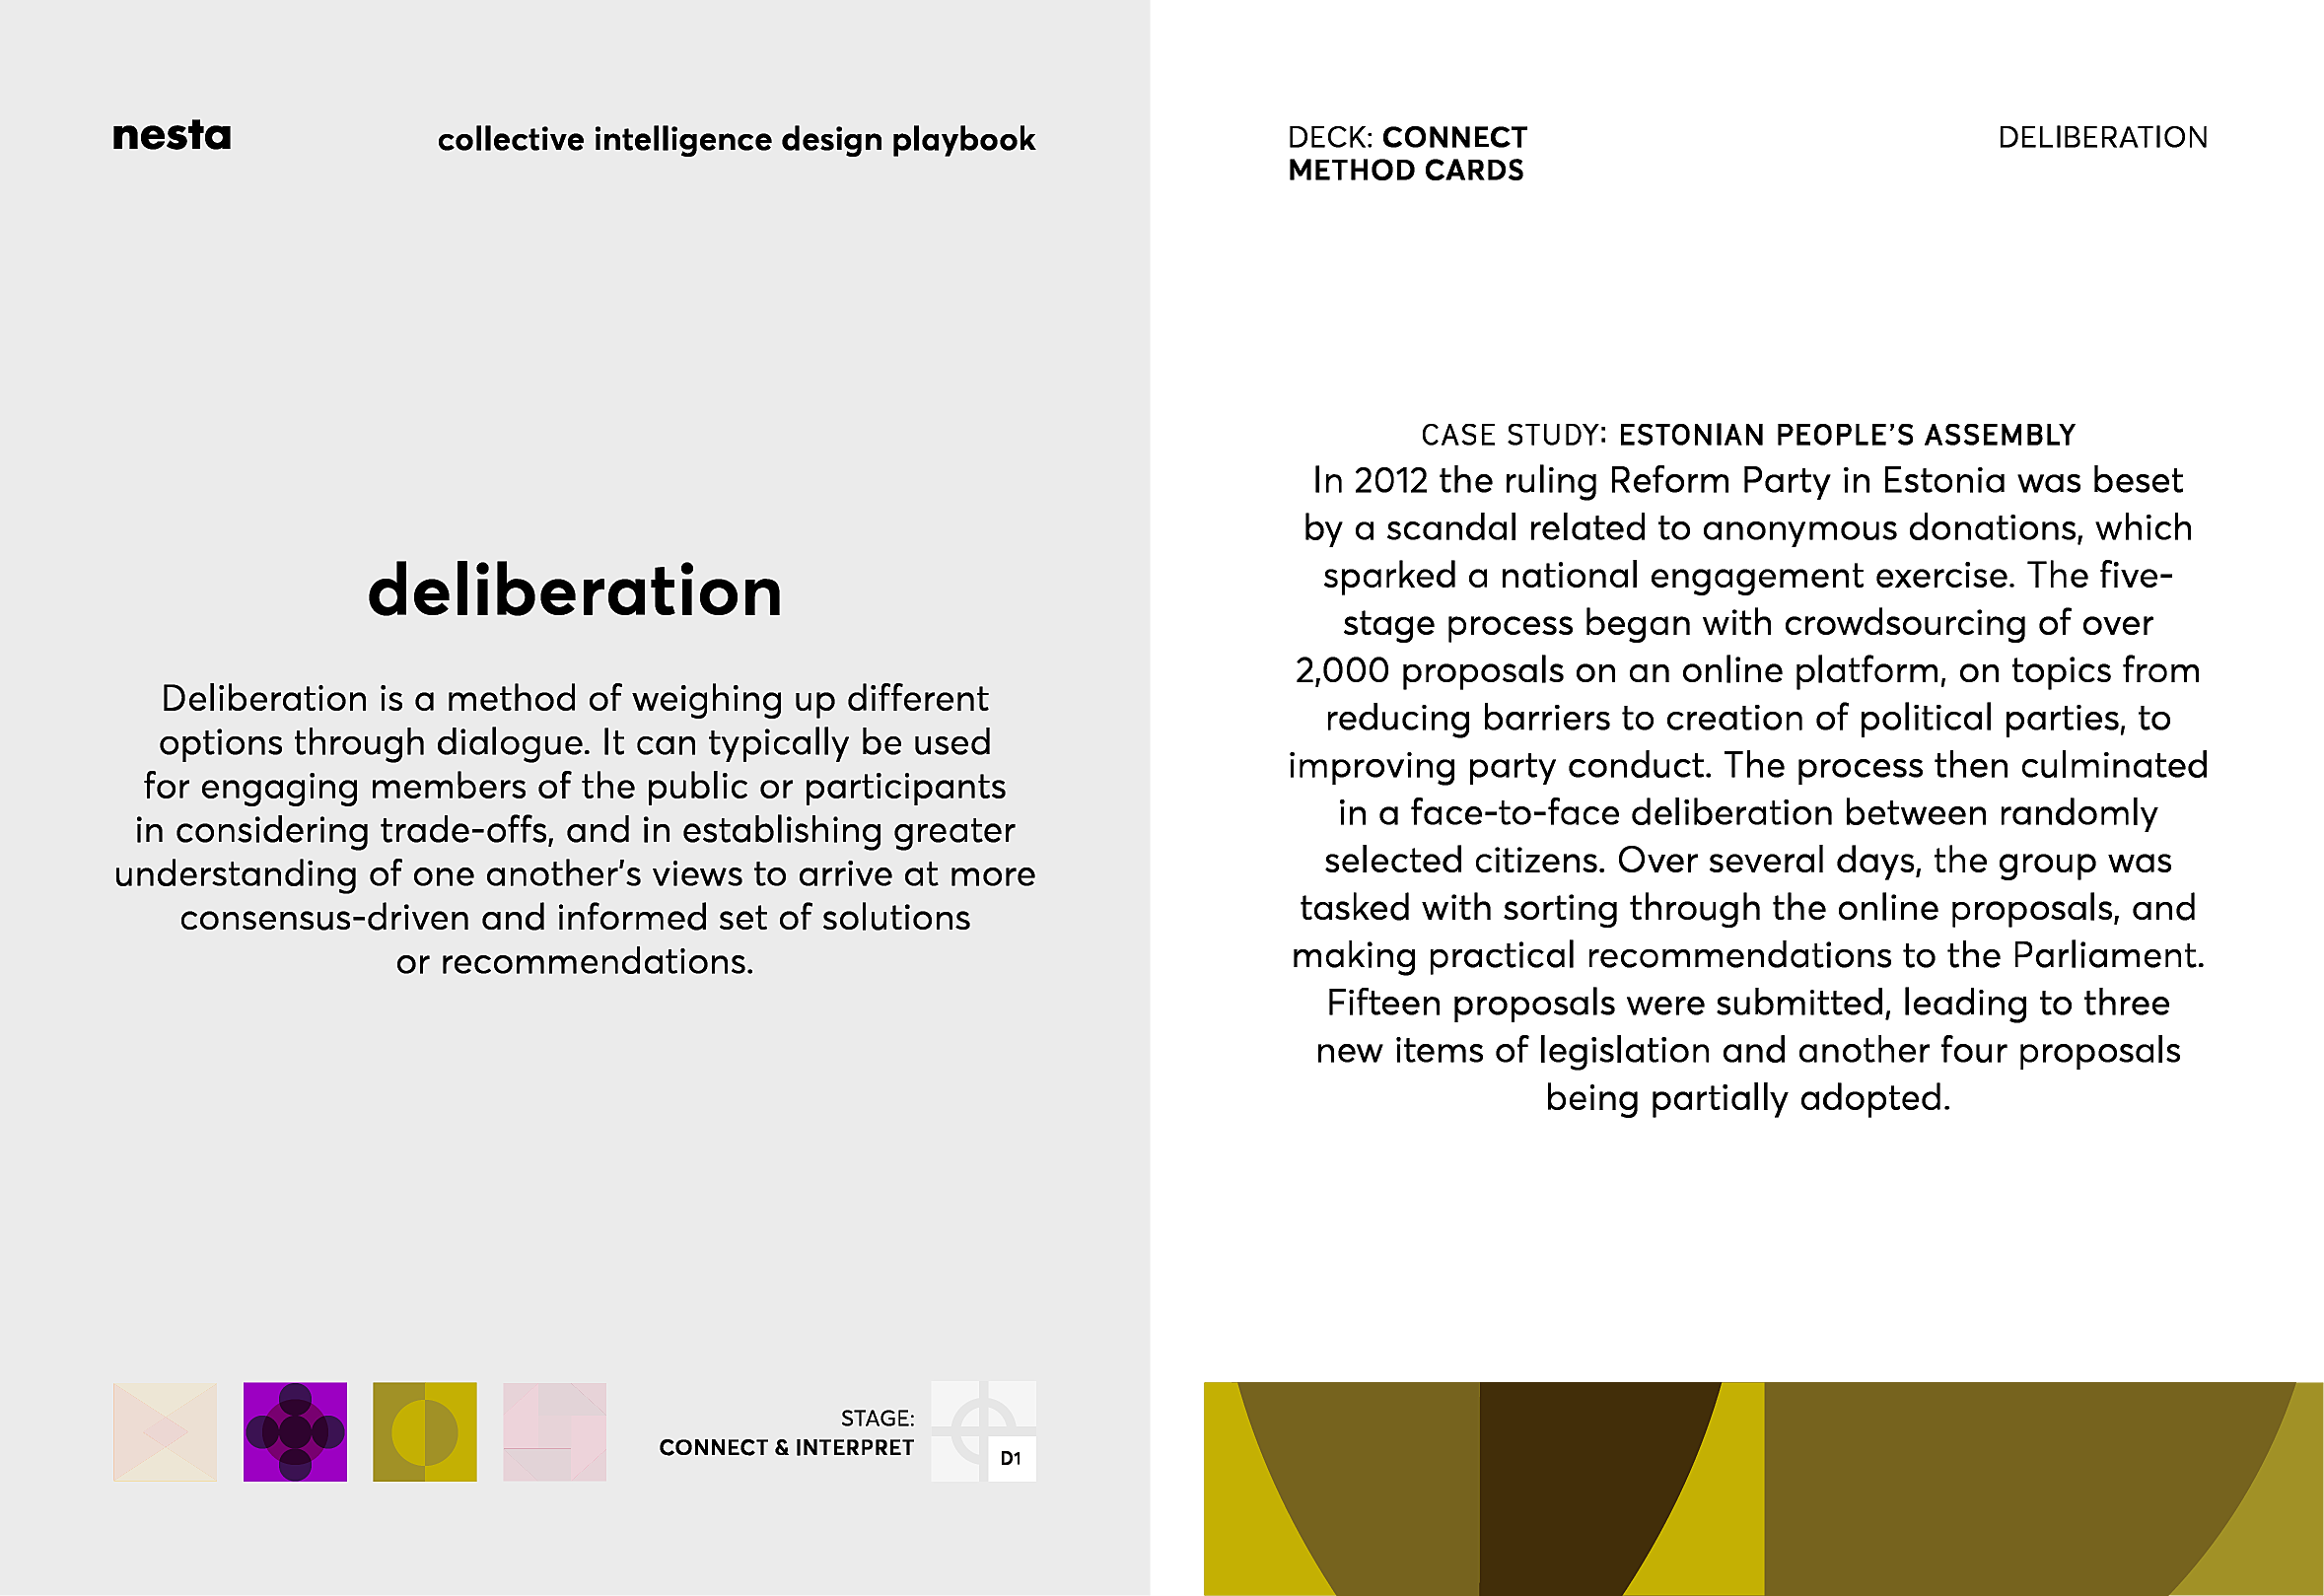 nesta
collective intelligence design playbook
deliberation
Deliberation is a method of weighing up different
options through dialogue. It can typically be used
for engaging members of the public or participants
in considering trade-offs, and in establishing greater
understanding of one another’s views to arrive at more
consensus-driven and informed set of solutions
or recommendations.
STAGE:
CONNECT & INTERPRET
D1
DECK: CONNECT
METHOD CARDS
DELIBERATION
CASE STUDY: ESTONIAN PEOPLE’S ASSEMBLY
In 2012 the ruling Reform Party in Estonia was beset
by a scandal related to anonymous donations, which
sparked a national engagement exercise. The five-
stage process began with crowdsourcing of over
2,000 proposals on an online platform, on topics from
reducing barriers to creation of political parties, to
improving party conduct. The process then culminated
in a face-to-face deliberation between randomly
selected citizens. Over several days, the group was
tasked with sorting through the online proposals, and
making practical recommendations to the Parliament.
Fifteen proposals were submitted, leading to three
new items of legislation and another four proposals
being partially adopted.